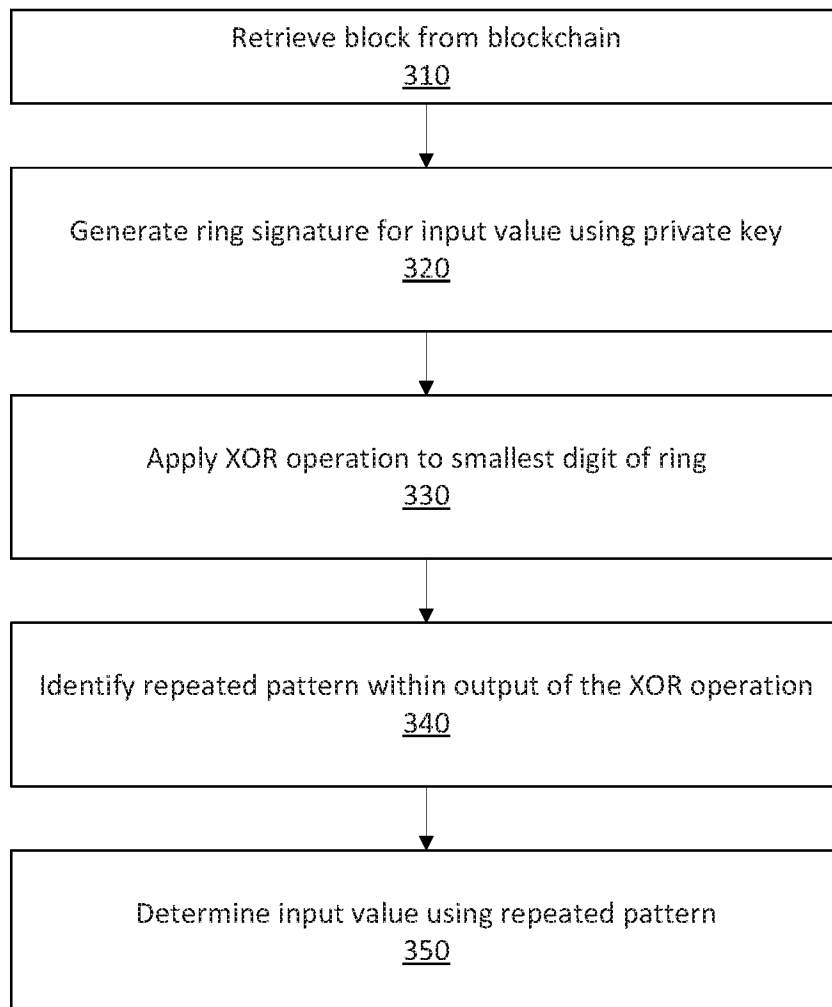 Retrieve block from blockchain
310
Generate ring signature for input value using private key
320
Apply XOR operation to smallest digit of ring
330
Identify repeated pattern within output of the XOR operation
340
Determine input value using repeated pattern
350